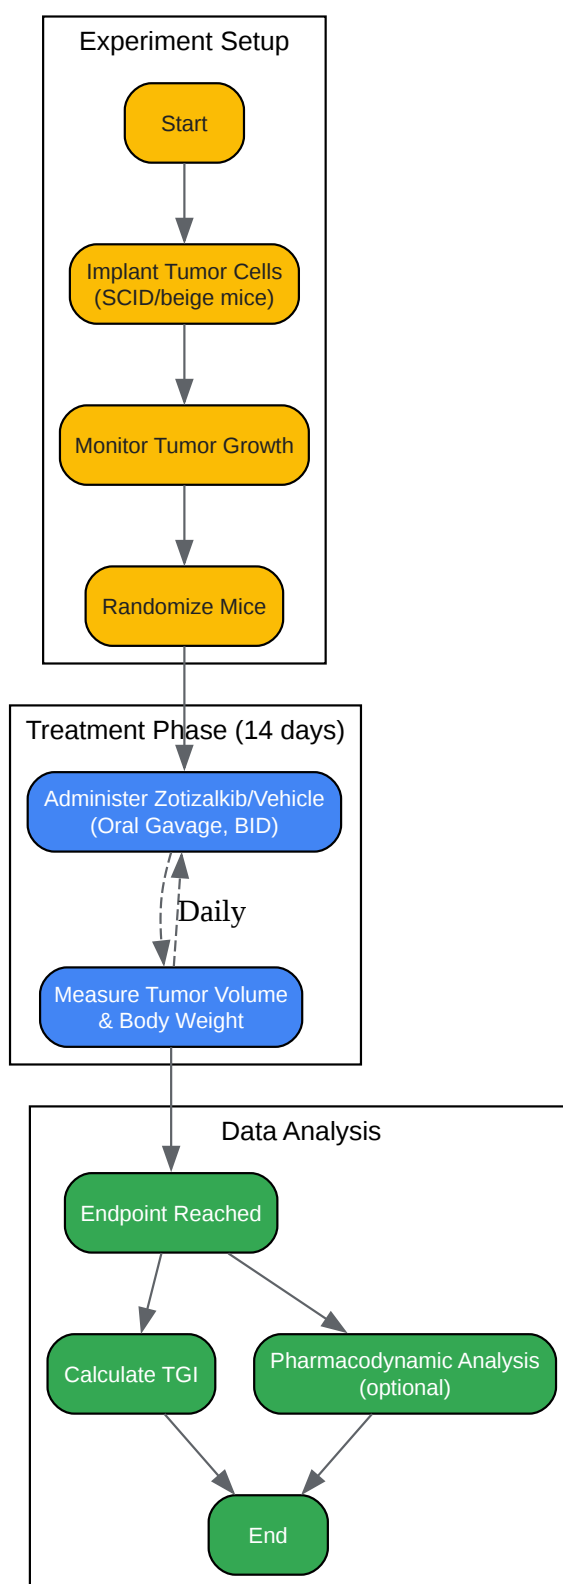 Experiment Setup
Start
Implant Tumor Cells
(SCID/beige mice)
Monitor Tumor Growth
Randomize Mice
Treatment Phase (14 days)
Administer Zotizalkib/Vehicle
(Oral Gavage, BID)
Daily
Measure Tumor Volume
& Body Weight
Data Analysis
Endpoint Reached
Calculate TGI
Pharmacodynamic Analysis
(optional)
End